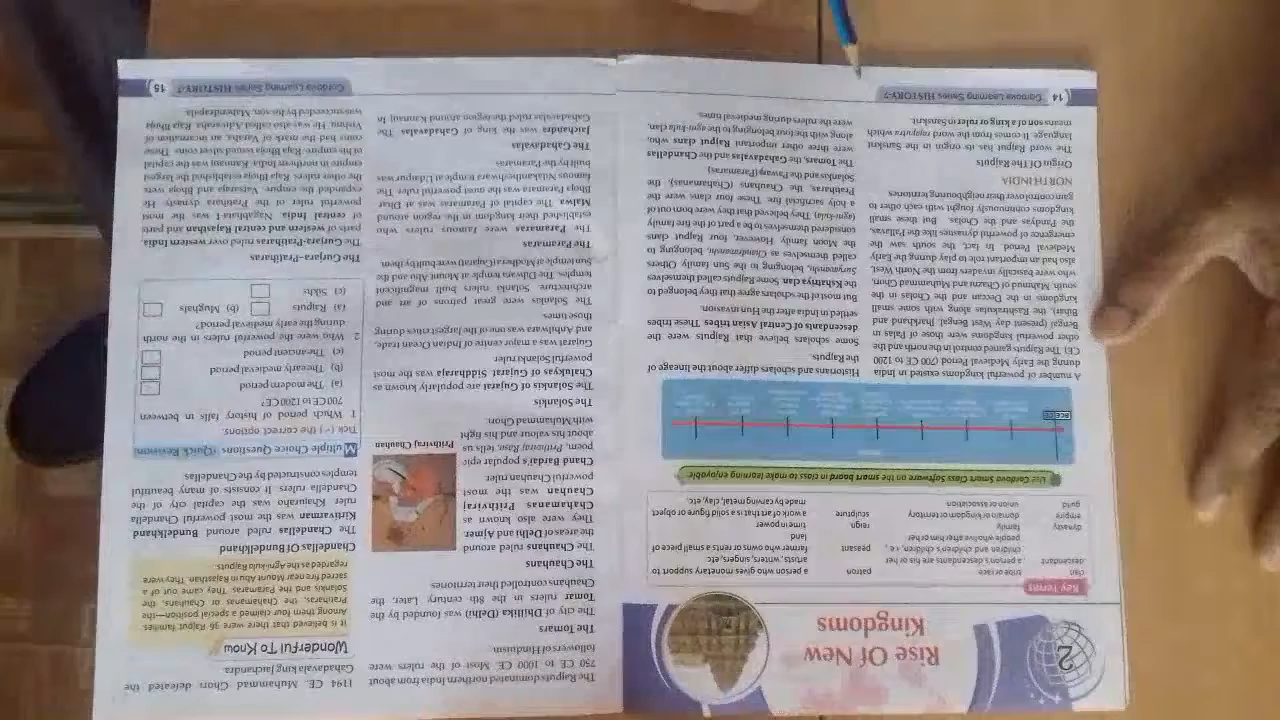 2
Rise Of New
Kingdoms
Key Terms
clan tribe or race
descendant a person's descendants are his or her
children and children's children, i.e.,
people who live after him or her
dynasty family
empire domain or kingdom or territory
guild union or association
patron a person who gives monetary support to
artists, writers, singers, etc
peasant farmer who owns or rents a small piece of
land
reign time in power
sculpture a work of art that is a solid figure or object
made by carving metal, clay, etc.
Use Cordova Smart Class Software on the smart board in class to make learning enjoyable.
BCE CE
A number of powerful kingdoms existed in India
during the Early Medieval Period (700 CE to 1200
CE). The Rajputs gained control in the north and the
other powerful kingdoms were those of Palas in
Bengal (present day West Bengal, Jharkhand and
Bihar), the Rashtrakutas along with some small
kingdoms in the Deccan and the Cholas in the
south. Mahmud of Ghazna and Muhammad Ghori,
who were basically invaders from the North West,
also had an important role to play during the Early
Medieval Period. In fact, the south saw the
emergence of powerful dynasties like the Pallavas,
the Pandyas and the Cholas. But these small
kingdoms continuously fought with each other to
gain control over their neighbouring territories.
NORTH INDIA
Origin Of The Rajputs
The word Rajput has its origin in the Sanskrit
language. It comes from the word rajaputra which
means son of a king or ruler in Sanskrit.
Historians and scholars differ about the lineage of
the Rajputs.
Some scholars believe that Rajputs were the
descendants of Central Asian tribes. These tribes
settled in India after the Hun invasion.
But most of the scholars agree that they belonged to
the Kshatriya clan. Some Rajputs called themselves
Suryavanshi, belonging to the Sun family. Others
called themselves as Chandravanshi, belonging to
the Moon family. However, four Rajput clans
considered themselves to be a part of the fire family
(agni-kula). They believed that they were born out of
a holy sacrificial fire. These four clans were the
Pratiharas, the Chauhans (Chahamanas), the
Solankis and the Pawars (Paramaras).
The Tomars, the Gahadavalas and the Chandellas
were three other important Rajput clans who,
along with the four belonging to the agni-kula clan,
were the rulers during medieval times.
14 Cordova Learning Series HISTORY-7
The Rajputs dominated northern India from about
750 CE to 1000 CE. Most of the rulers were
followers of Hinduism.
The Tomars
The city of Dhillika (Delhi) was founded by the
Tomar rulers in the 8th century. Later, the
Chauhans controlled their territories.
The Chauhans
The Chauhans ruled around
the areas of Delhi and Ajmer.
They were also known as
Chahamanas. Prithviraj
Chauhan was the most
powerful Chauhan ruler.
Chand Bardai's popular epic
poem, Prithviraj Raso, tells us
about his valour and his fight
with Muhammad Ghori.
Prithviraj Chauhan
The Solankis
The Solankis of Gujarat are popularly known as
Chalukyas of Gujarat. Siddharaja was the most
powerful Solanki ruler.
Gujarat was a major centre of Indian Ocean trade,
and Anhilvara was one of the largest cities during
those times.
The Solankis were great patrons of art and
architecture. Solanki rulers built magnificent
temples. The Dilwara temple at Mount Abu and the
Sun temple at Modhera (Gujarat) were built by them.
The Paramaras
The Paramaras were famous rulers who
established their kingdom in the region around
Malwa. The capital of Paramaras was at Dhar.
Bhoja Paramara was the most powerful ruler. The
famous Nilakantheshwara temple at Udaipur was
built by the Paramaras.
The Gahadavalas
Jaichandra was the king of Gahadavalas. The
Gahadavalas ruled the region around Kannauj. In
1194 CE, Muhammad Ghori defeated the
Gahadavala king Jaichandra.
Wonderful To Know
It is believed that there were 36 Rajput families.
Among them four claimed a special position—the
Pratiharas, the Chahamanas or Chauhans, the
Solankis and the Paramaras. They came out of a
sacred fire near Mount Abu in Rajasthan. They were
regarded as the Agnikula Rajputs.
Chandellas Of Bundelkhand
The Chandellas ruled around Bundelkhand.
Kirtivarman was the most powerful Chandella
ruler. Khajuraho was the capital city of the
Chandella rulers. It consists of many beautiful
temples constructed by the Chandellas.
Multiple Choice Questions (Quick Revision)
Tick (✓) the correct options.
1 Which period of history falls in between
700 CE to 1200 CE?
(a) The modern period
(b) The early medieval period
(c) The ancient period
2 Who were the powerful rulers in the north
during the early medieval period?
(a) Rajputs (b) Mughals
(c) Sikhs
The Gurjara-Pratiharas
The Gurjara-Pratiharas ruled over western India,
parts of western and central Rajasthan and parts
of central India. Nagabhata-I was the most
powerful ruler of the Pratihara dynasty. He
expanded the empire. Vatsaraja and Bhoja were
the other rulers. Raja Bhoja established the largest
empire in northern India. Kannauj was the capital
of his empire. Raja Bhoja issued silver coins. These
coins had the mark of Varaha, an incarnation of
Vishnu. He was also called Adivaraha. Raja Bhoja
was succeeded by his son, Mahendrapala.
Cordova Learning Series HISTORY-7 15